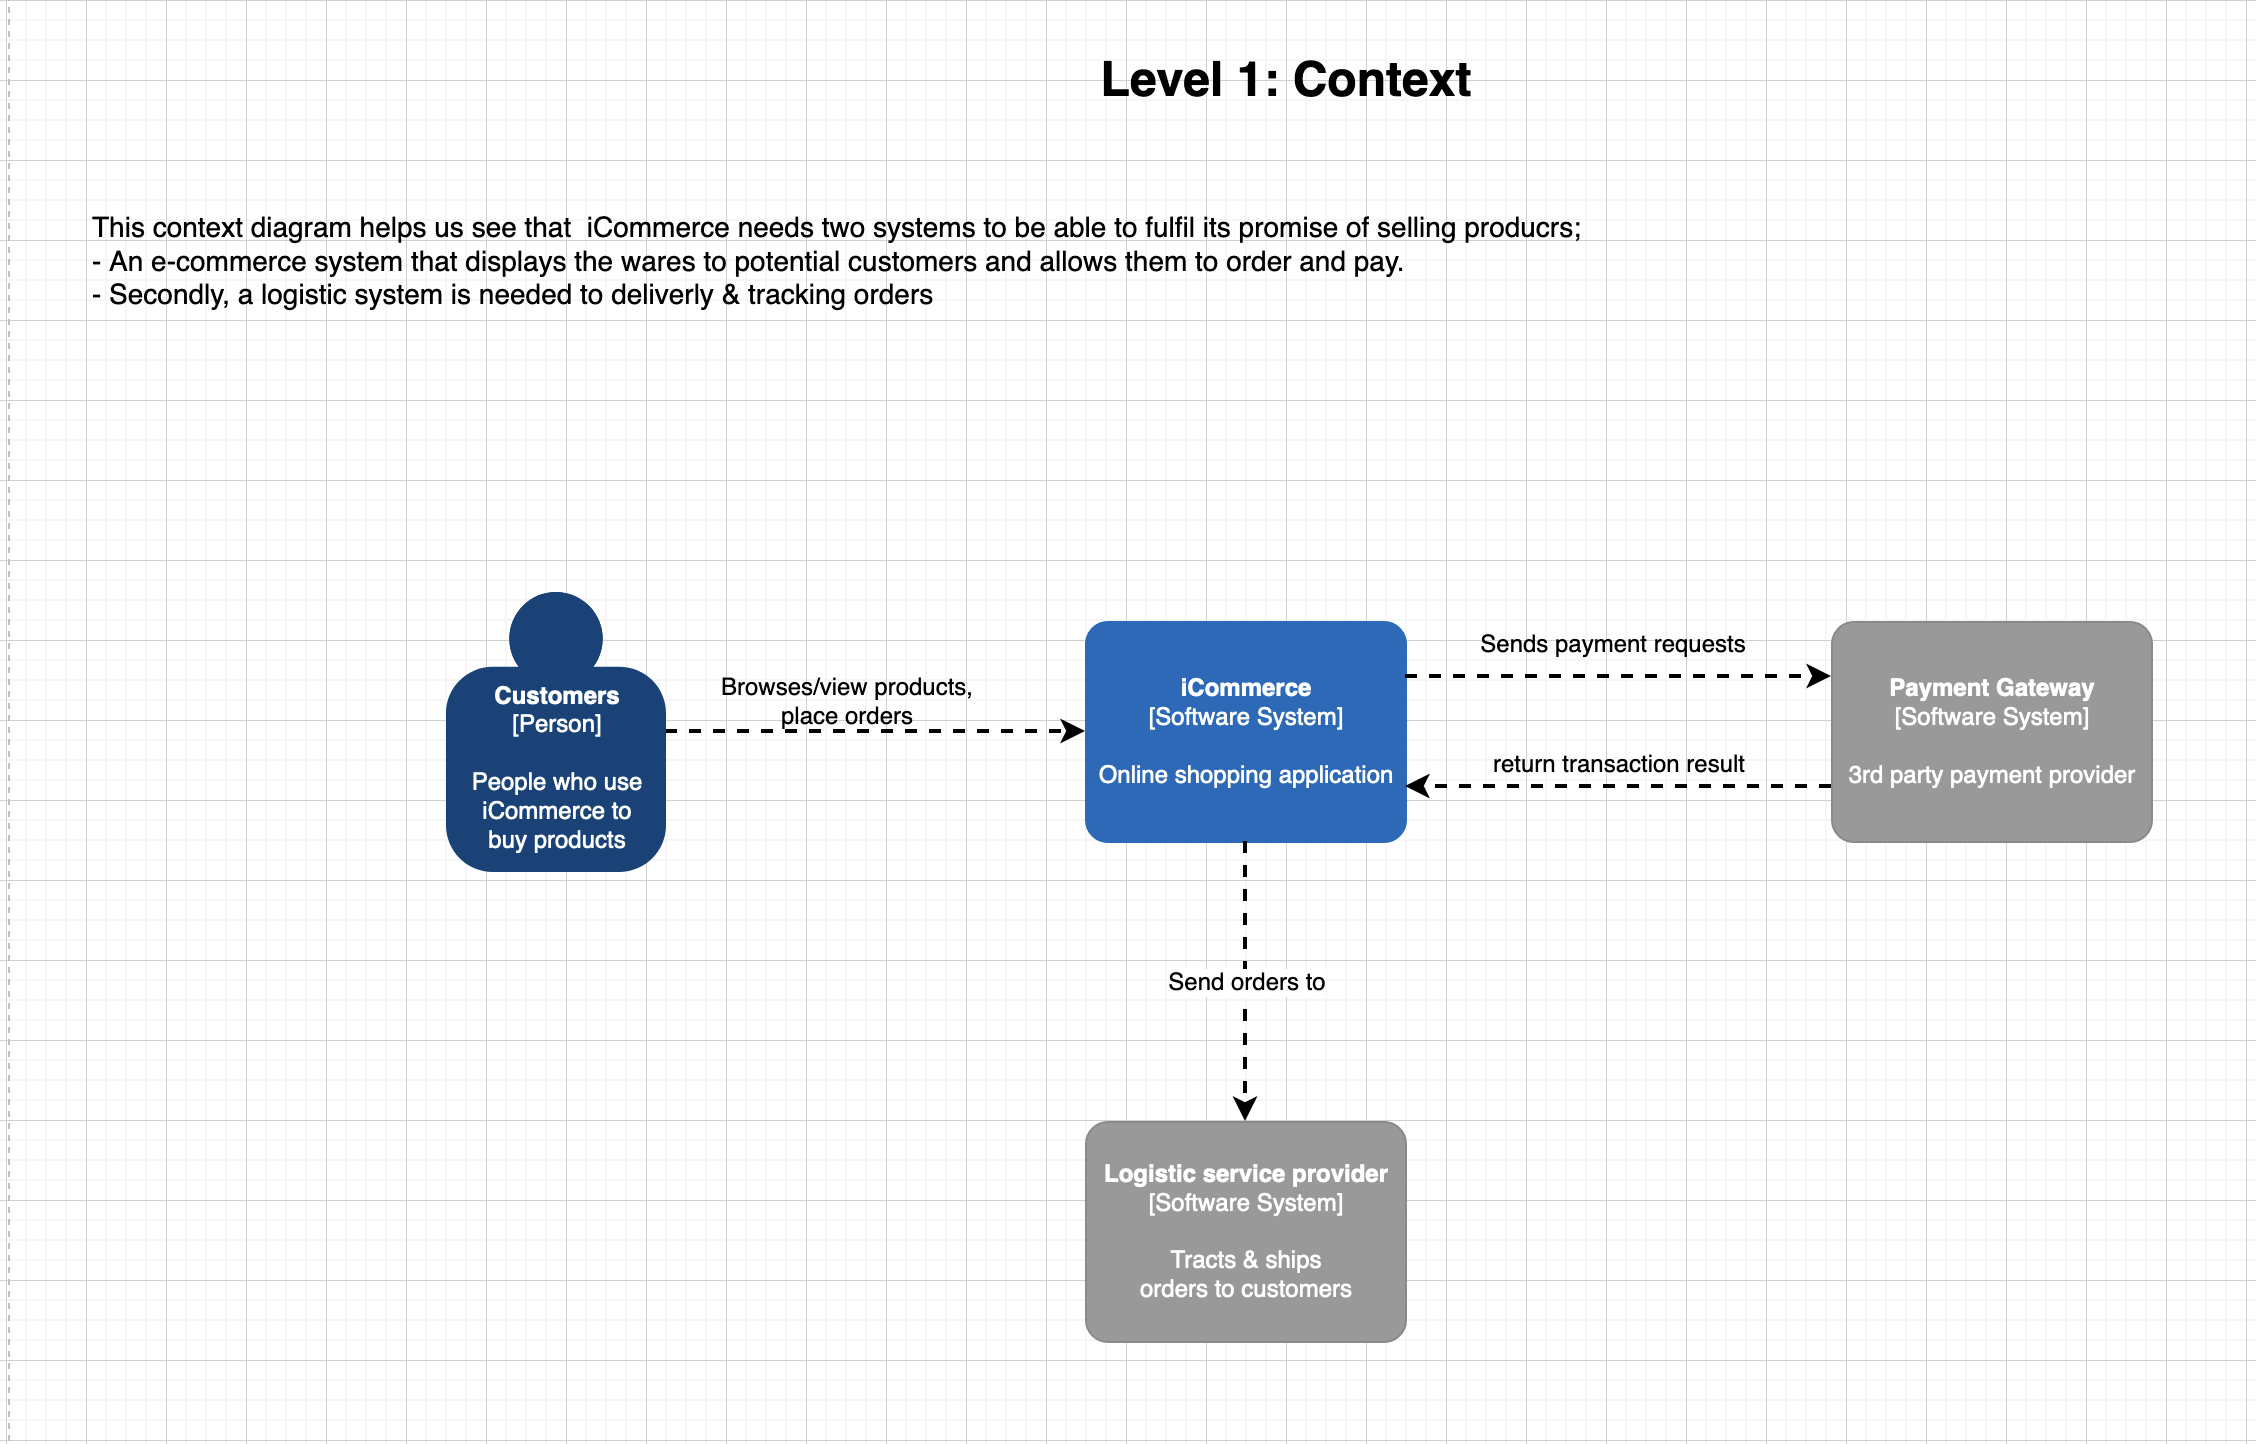 Level 1: Context
This context diagram helps us see that  iCommerce needs two systems to be able to fulfil its promise of selling producrs;
- An e-commerce system that displays the wares to potential customers and allows them to order and pay.
- Secondly, a logistic system is needed to deliverly & tracking orders
Customers
[Person]
People who use
iCommerce to
buy products
Browses/view products,
place orders
iCommerce
[Software System]
Online shopping application
Sends payment requests
return transaction result
Payment Gateway
[Software System]
3rd party payment provider
Send orders to
Logistic service provider
[Software System]
Tracts & ships
orders to customers